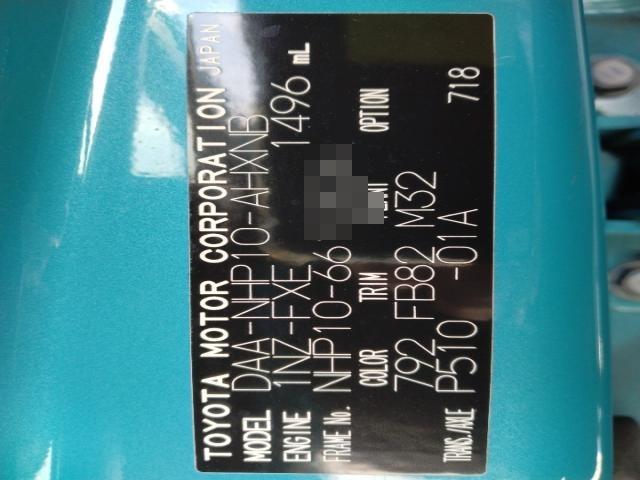 TOYOTA MOTOR CORPORATION JAPAN
MODEL DAA-NHP10-AHXNB
ENGINE 1NZ-FXE 1496 mL
FRAME No. NHP10-66
COLOR TRIM PLANT OPTION
792 FB82 M32
TRANS./AXLE P510 -01A 718